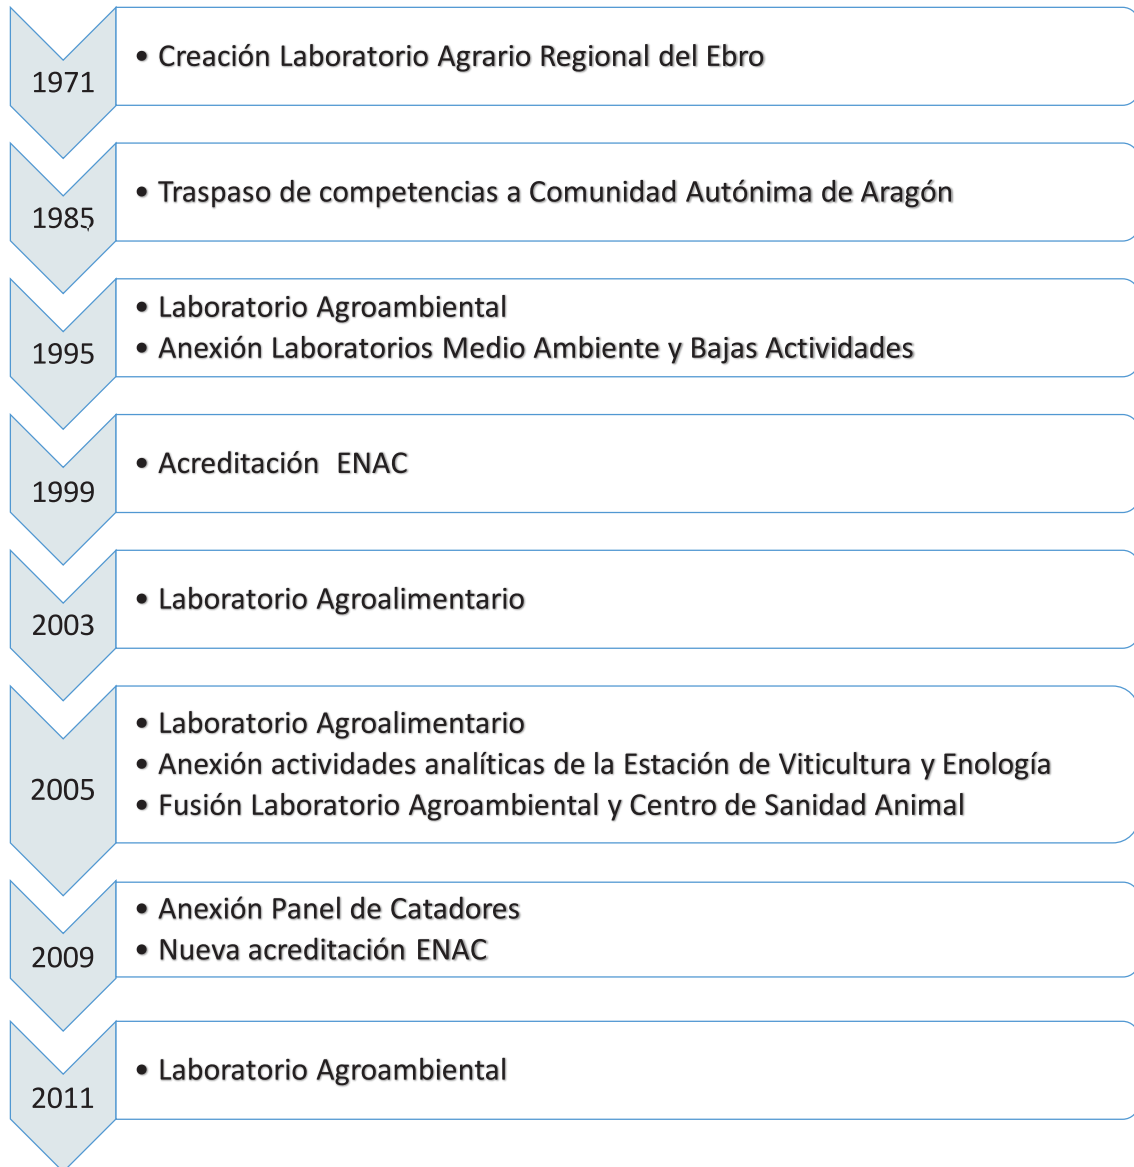 1971
• Creación Laboratorio Agrario Regional del Ebro
1985
• Traspaso de competencias a Comunidad Autónima de Aragón
1995
• Laboratorio Agroambiental
• Anexión Laboratorios Medio Ambiente y Bajas Actividades
1999
• Acreditación  ENAC
2003
• Laboratorio Agroalimentario
2005
• Laboratorio Agroalimentario
• Anexión actividades analíticas de la Estación de Viticultura y Enología
• Fusión Laboratorio Agroambiental y Centro de Sanidad Animal
2009
• Anexión Panel de Catadores
• Nueva acreditación ENAC
2011
• Laboratorio Agroambiental